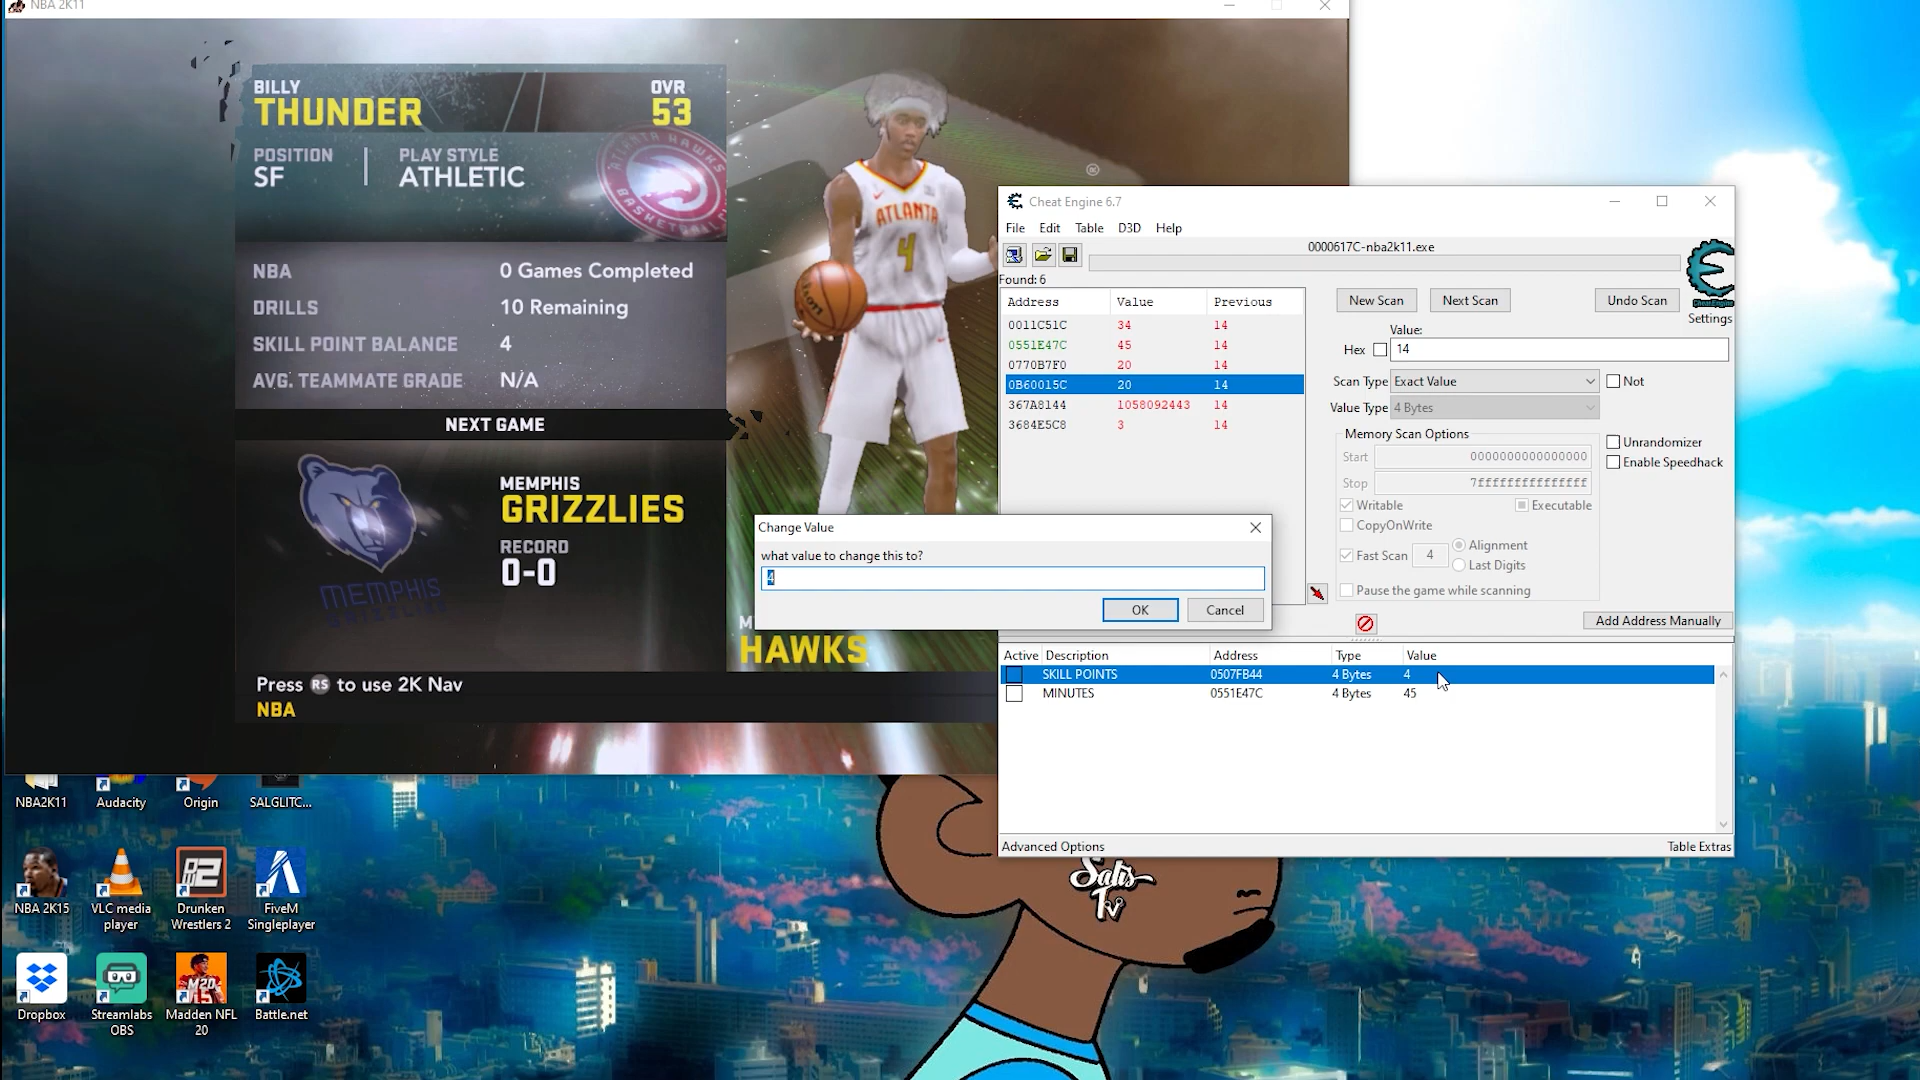 NBA 2K11
BILLY
THUNDER
OVR
53
POSITION
SF
PLAY STYLE
ATHLETIC
ATLANTA HAWKS
BASKETBALL
NBA 0 Games Completed
DRILLS 10 Remaining
SKILL POINT BALANCE 4
AVG. TEAMMATE GRADE N/A
NEXT GAME
MEMPHIS
GRIZZLIES
RECORD
0-0
MEMPHIS
GRIZZLIES
HAWKS
Press RS to use 2K Nav
NBA
ATLANTA
4
Cheat Engine 6.7
File Edit Table D3D Help
0000617C-nba2k11.exe
Found: 6
Address Value Previous
0011C51C 34 14
0551E47C 45 14
0770B7F0 20 14
0B60015C 20 14
367A8144 1058092443 14
3684E5C8 3 14
New Scan Next Scan Undo Scan
Settings
Value:
Hex 14
Scan Type Exact Value Not
Value Type 4 Bytes
Memory Scan Options
Start 0000000000000000
Stop 7fffffffffffffff
Writable Executable
CopyOnWrite
Fast Scan 4 Alignment
Last Digits
Pause the game while scanning
Unrandomizer
Enable Speedhack
Add Address Manually
Change Value
what value to change this to?
4
OK Cancel
Active Description Address Type Value
SKILL POINTS 0507FB44 4 Bytes 4
MINUTES 0551E47C 4 Bytes 45
Advanced Options Table Extras
NBA2K11 Audacity Origin SALGLITC...
NBA 2K15 VLC media player Drunken Wrestlers 2 FiveM Singleplayer
Dropbox Streamlabs OBS Madden NFL 20 Battle.net
Satis
Tv